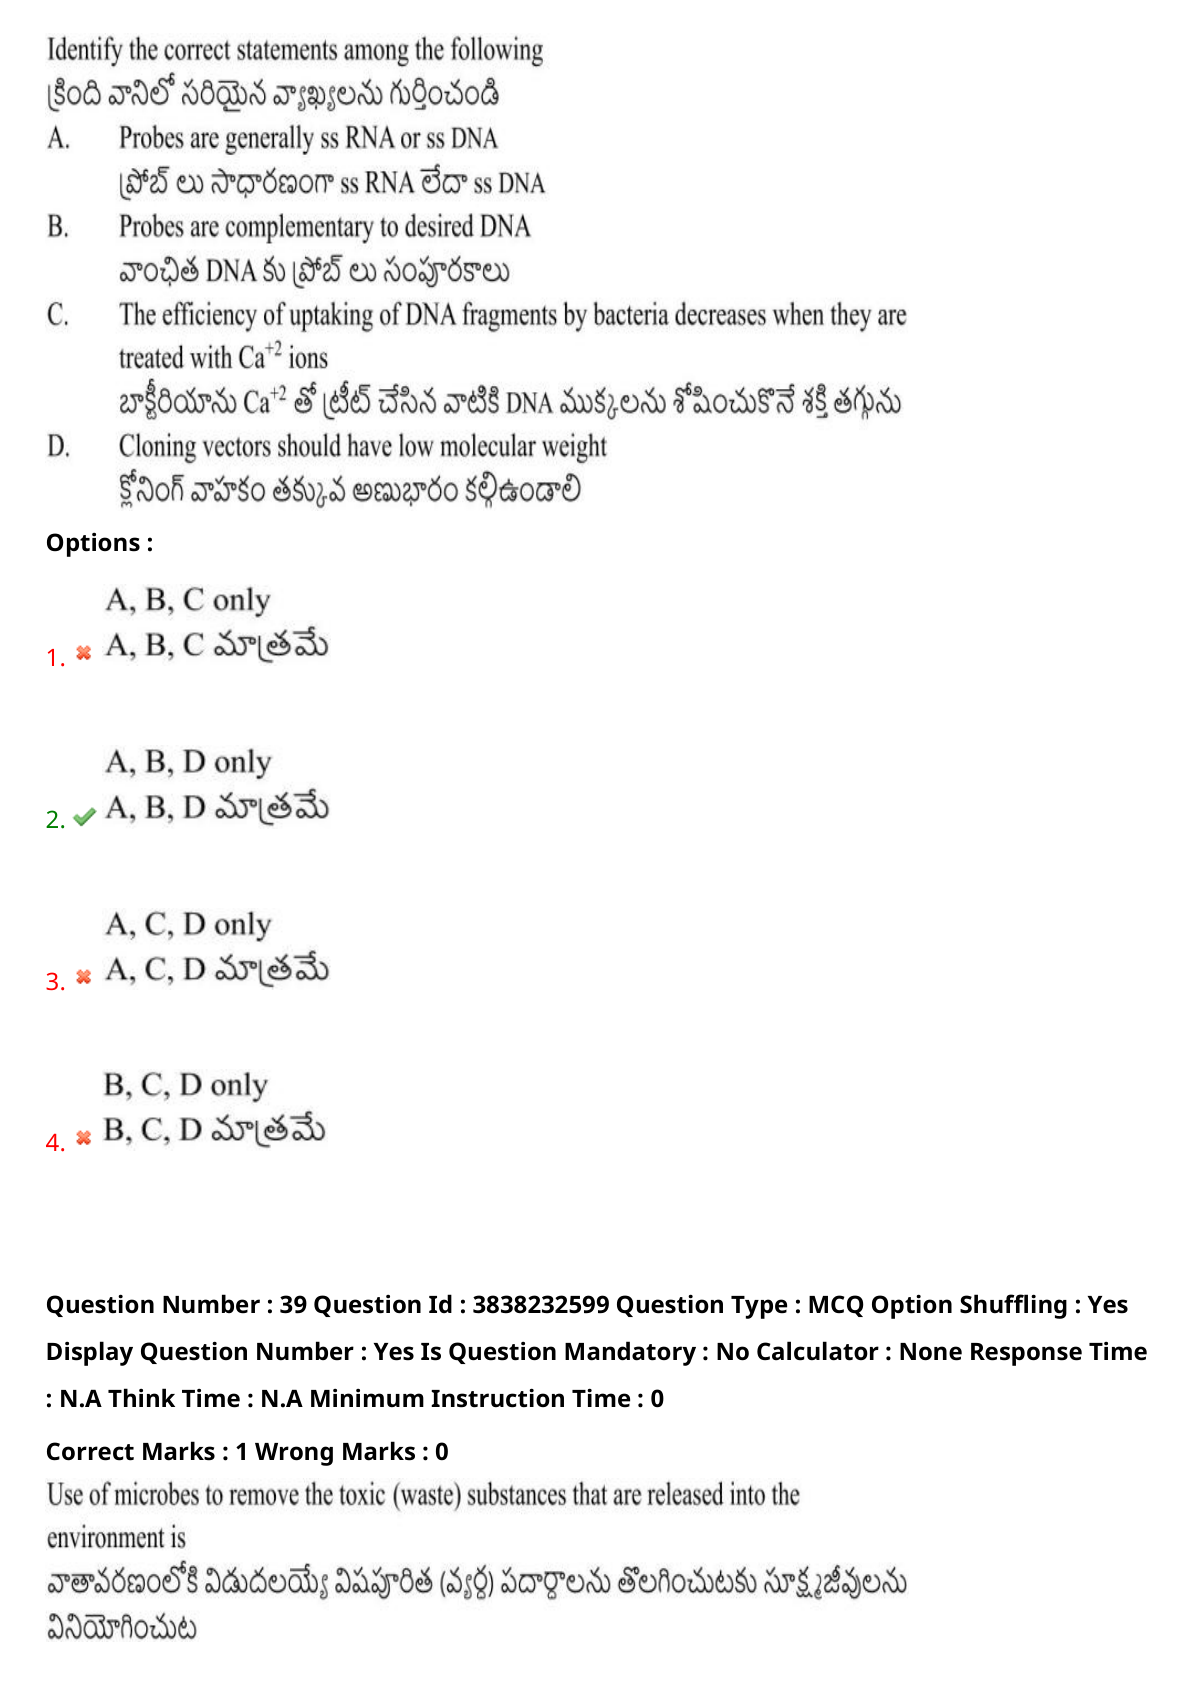 Identify the correct statements among the following
క్రింది వానిలో సరియైన వ్యాఖ్యలను గుర్తించండి
A. Probes are generally ss RNA or ss DNA
ప్రోబ్ లు సాధారణంగా ss RNA లేదా ss DNA
B. Probes are complementary to desired DNA
వాంఛిత DNA కు ప్రోబ్ లు సంపూరకాలు
C. The efficiency of uptaking of DNA fragments by bacteria decreases when they are
treated with Ca⁺² ions
బాక్టీరియాను Ca⁺² తో ట్రీట్ చేసిన వాటికి DNA ముక్కలను శోషించుకొనే శక్తి తగ్గును
D. Cloning vectors should have low molecular weight
క్లోనింగ్ వాహకం తక్కువ అణుభారం కల్గిఉండాలి
Options :
A, B, C only
1. A, B, C మాత్రమే
A, B, D only
2. A, B, D మాత్రమే
A, C, D only
3. A, C, D మాత్రమే
B, C, D only
4. B, C, D మాత్రమే
Question Number : 39 Question Id : 3838232599 Question Type : MCQ Option Shuffling : Yes
Display Question Number : Yes Is Question Mandatory : No Calculator : None Response Time
: N.A Think Time : N.A Minimum Instruction Time : 0
Correct Marks : 1 Wrong Marks : 0
Use of microbes to remove the toxic (waste) substances that are released into the
environment is
వాతావరణంలోకి విడుదలయ్యే విషపూరిత (వ్యర్థ) పదార్థాలను తొలగించుటకు సూక్ష్మజీవులను
వినియోగించుట